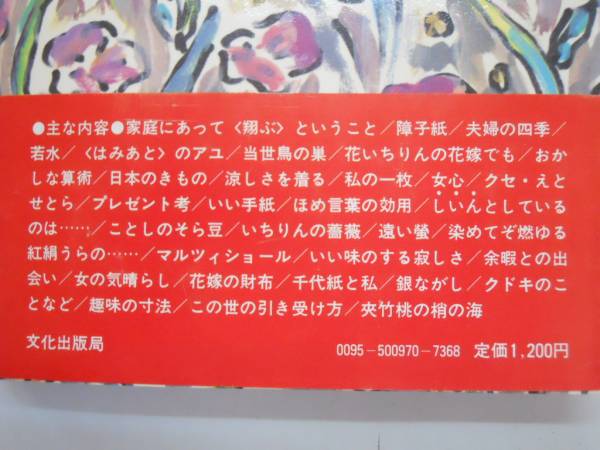 ●主な内容●家庭にあって〈翔ぶ〉ということ／障子紙／夫婦の四季／
若水／〈はみあと〉のアユ／当世鳥の巣／花いちりんの花嫁でも／おか
しな算術／日本のきもの／涼しさを着る／私の一枚／女心／クセ・えと
せとら／プレゼント考／いい手紙／ほめ言葉の効用／しいんとしている
のは……／ことしのそら豆／いちりんの薔薇／遠い螢／染めてぞ燃ゆる
紅絹うらの……／マルツィショール／いい味のする寂しさ／余暇との出
会い／女の気晴らし／花嫁の財布／千代紙と私／銀ながし／クドキのこ
となど／趣味の寸法／この世の引き受け方／夾竹桃の梢の海
文化出版局
0095－500970－7368 定価1,200円